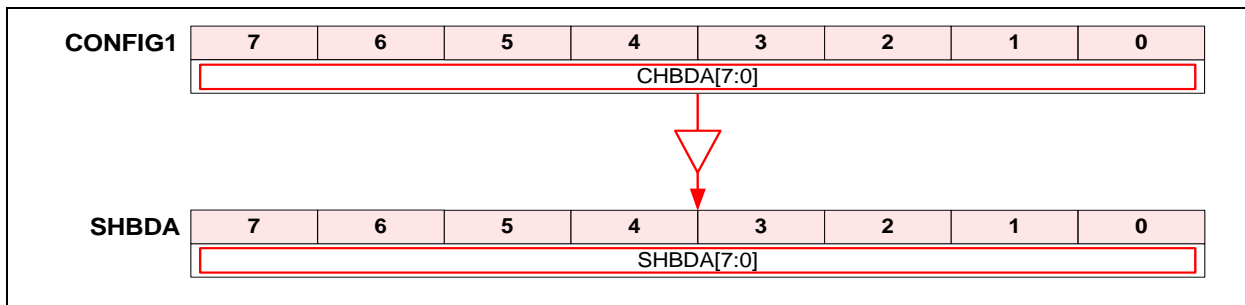 CONFIG1 7 6 5 4 3 2 1 0
CHBDA[7:0]
SHBDA 7 6 5 4 3 2 1 0
SHBDA[7:0]